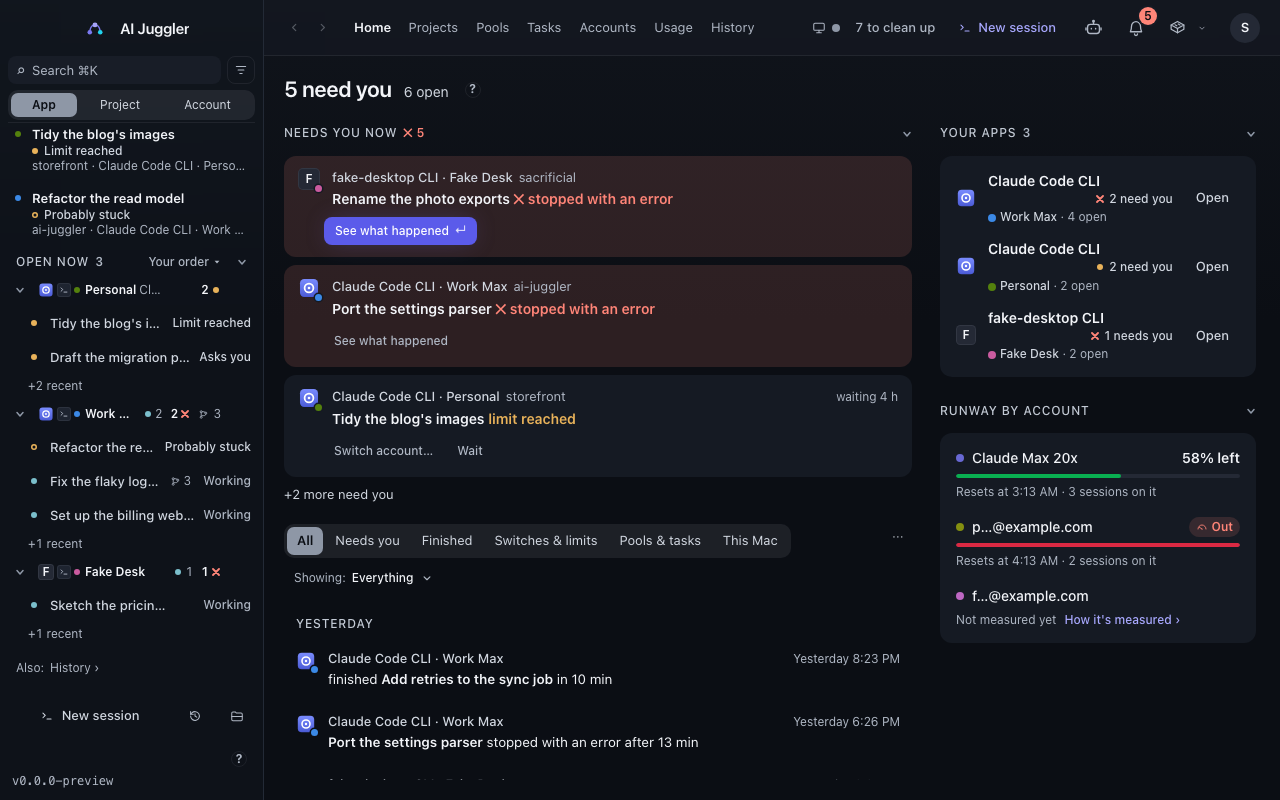 AI Juggler
Search ⌘K
App Project Account
Tidy the blog's images
Limit reached
storefront · Claude Code CLI · Perso…
Refactor the read model
Probably stuck
ai-juggler · Claude Code CLI · Work …
OPEN NOW 3 Your order
Personal Cl… 2
Tidy the blog's i… Limit reached
Draft the migration p… Asks you
+2 recent
Work … 2 2 3
Refactor the re… Probably stuck
Fix the flaky log… 3 Working
Set up the billing web… Working
+1 recent
F Fake Desk 1 1
Sketch the pricin… Working
+1 recent
Also: History ›
New session
?
v0.0.0-preview
Home Projects Pools Tasks Accounts Usage History
7 to clean up
New session
5
S
5 need you 6 open ?
NEEDS YOU NOW 5
F
fake-desktop CLI · Fake Desk sacrificial
Rename the photo exports stopped with an error
See what happened
Claude Code CLI · Work Max ai-juggler
Port the settings parser stopped with an error
See what happened
Claude Code CLI · Personal storefront waiting 4 h
Tidy the blog's images limit reached
Switch account… Wait
+2 more need you
All Needs you Finished Switches & limits Pools & tasks This Mac
Showing: Everything
YESTERDAY
Claude Code CLI · Work Max Yesterday 8:23 PM
finished Add retries to the sync job in 10 min
Claude Code CLI · Work Max Yesterday 6:26 PM
Port the settings parser stopped with an error after 13 min
YOUR APPS 3
Claude Code CLI
2 need you Open
Work Max · 4 open
Claude Code CLI
2 need you Open
Personal · 2 open
fake-desktop CLI
F 1 needs you Open
Fake Desk · 2 open
RUNWAY BY ACCOUNT
Claude Max 20x 58% left
Resets at 3:13 AM · 3 sessions on it
p…@example.com Out
Resets at 4:13 AM · 2 sessions on it
f…@example.com
Not measured yet How it's measured ›